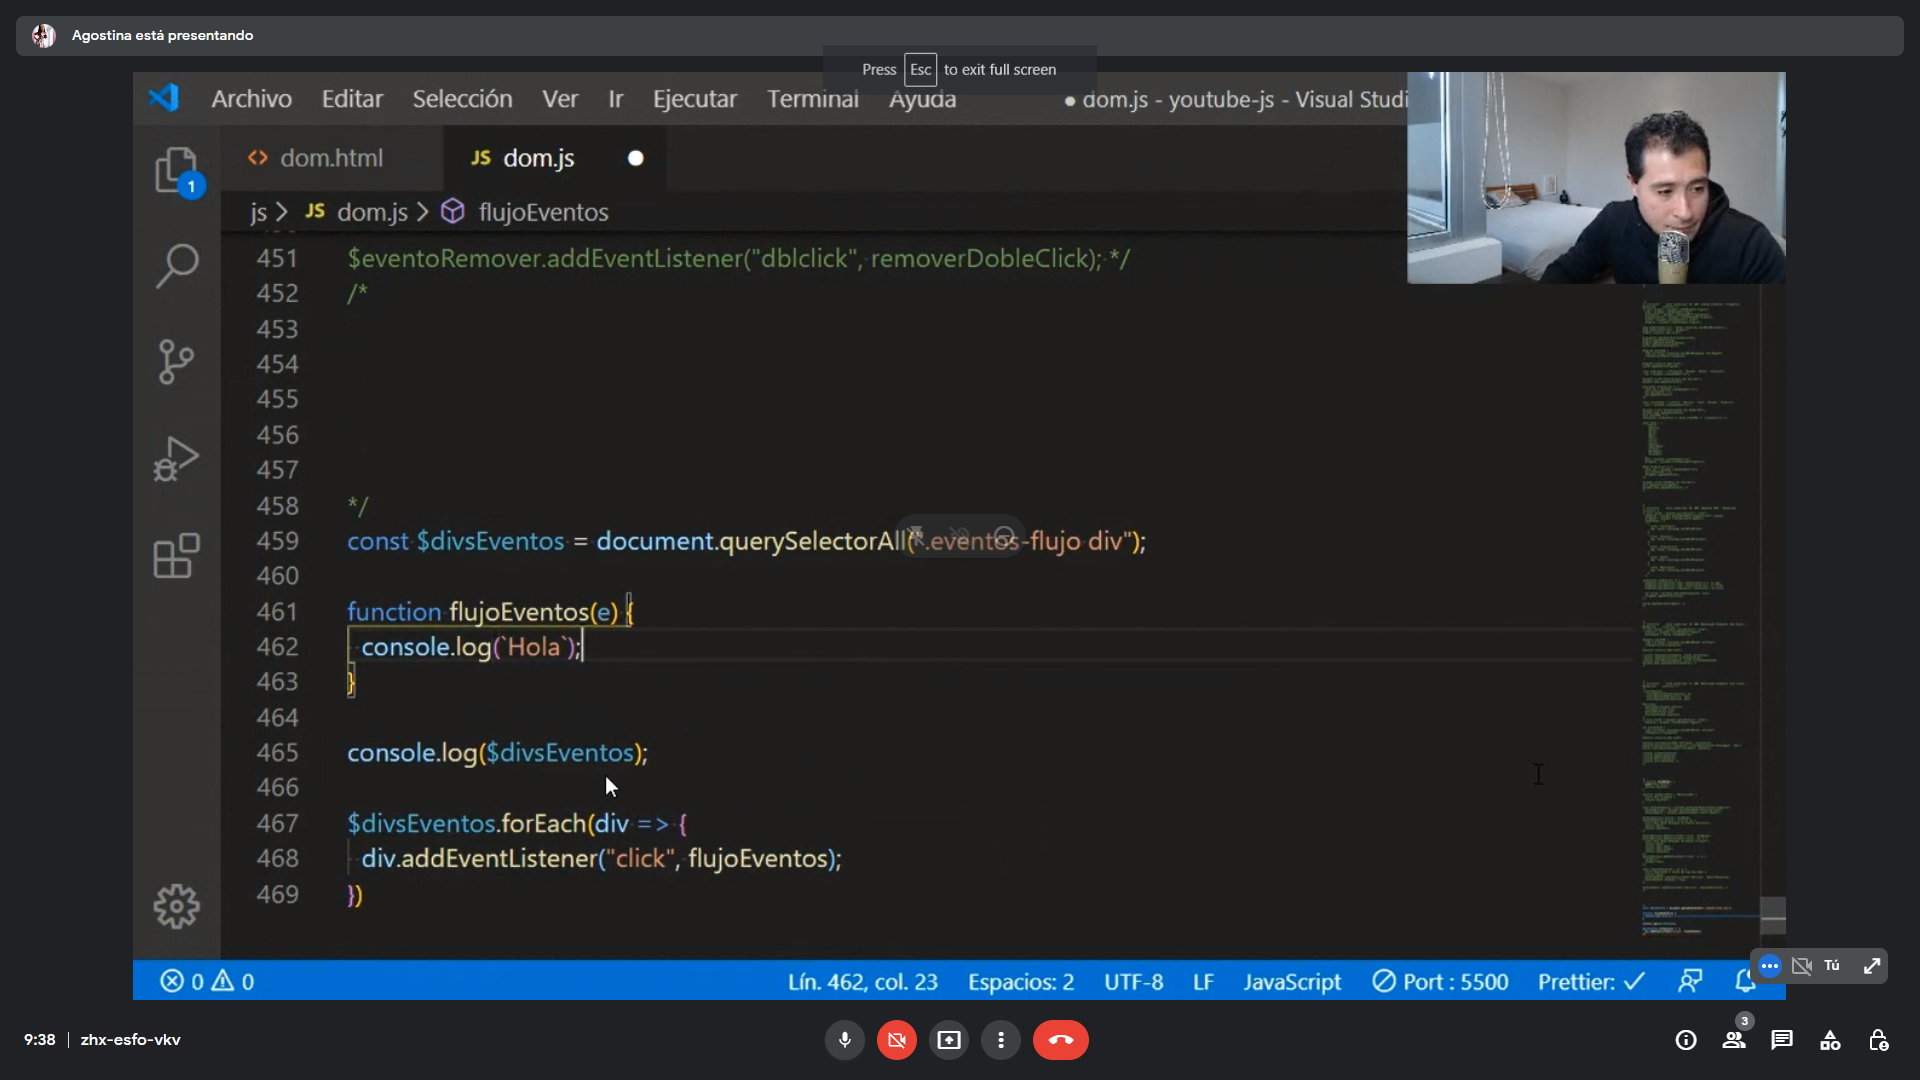 Agostina está presentando
Press Esc to exit full screen
Archivo Editar Selección Ver Ir Ejecutar Terminal Ayuda ● dom.js - youtube-js - Visual Studi
dom.html JS dom.js
js > JS dom.js > flujoEventos
451 $eventoRemover.addEventListener("dblclick", removerDobleClick); */
452 /*
453
454
455
456
457
458 */
459 const $divsEventos = document.querySelectorAll(".eventos-flujo div");
460
461 function flujoEventos(e) {
462 console.log(`Hola`);
463 }
464
465 console.log($divsEventos);
466
467 $divsEventos.forEach(div => {
468 div.addEventListener("click", flujoEventos);
469 })
1
0 0 Lín. 462, col. 23 Espacios: 2 UTF-8 LF JavaScript Port : 5500 Prettier: ✓
Tú
9:38 | zhx-esfo-vkv
3